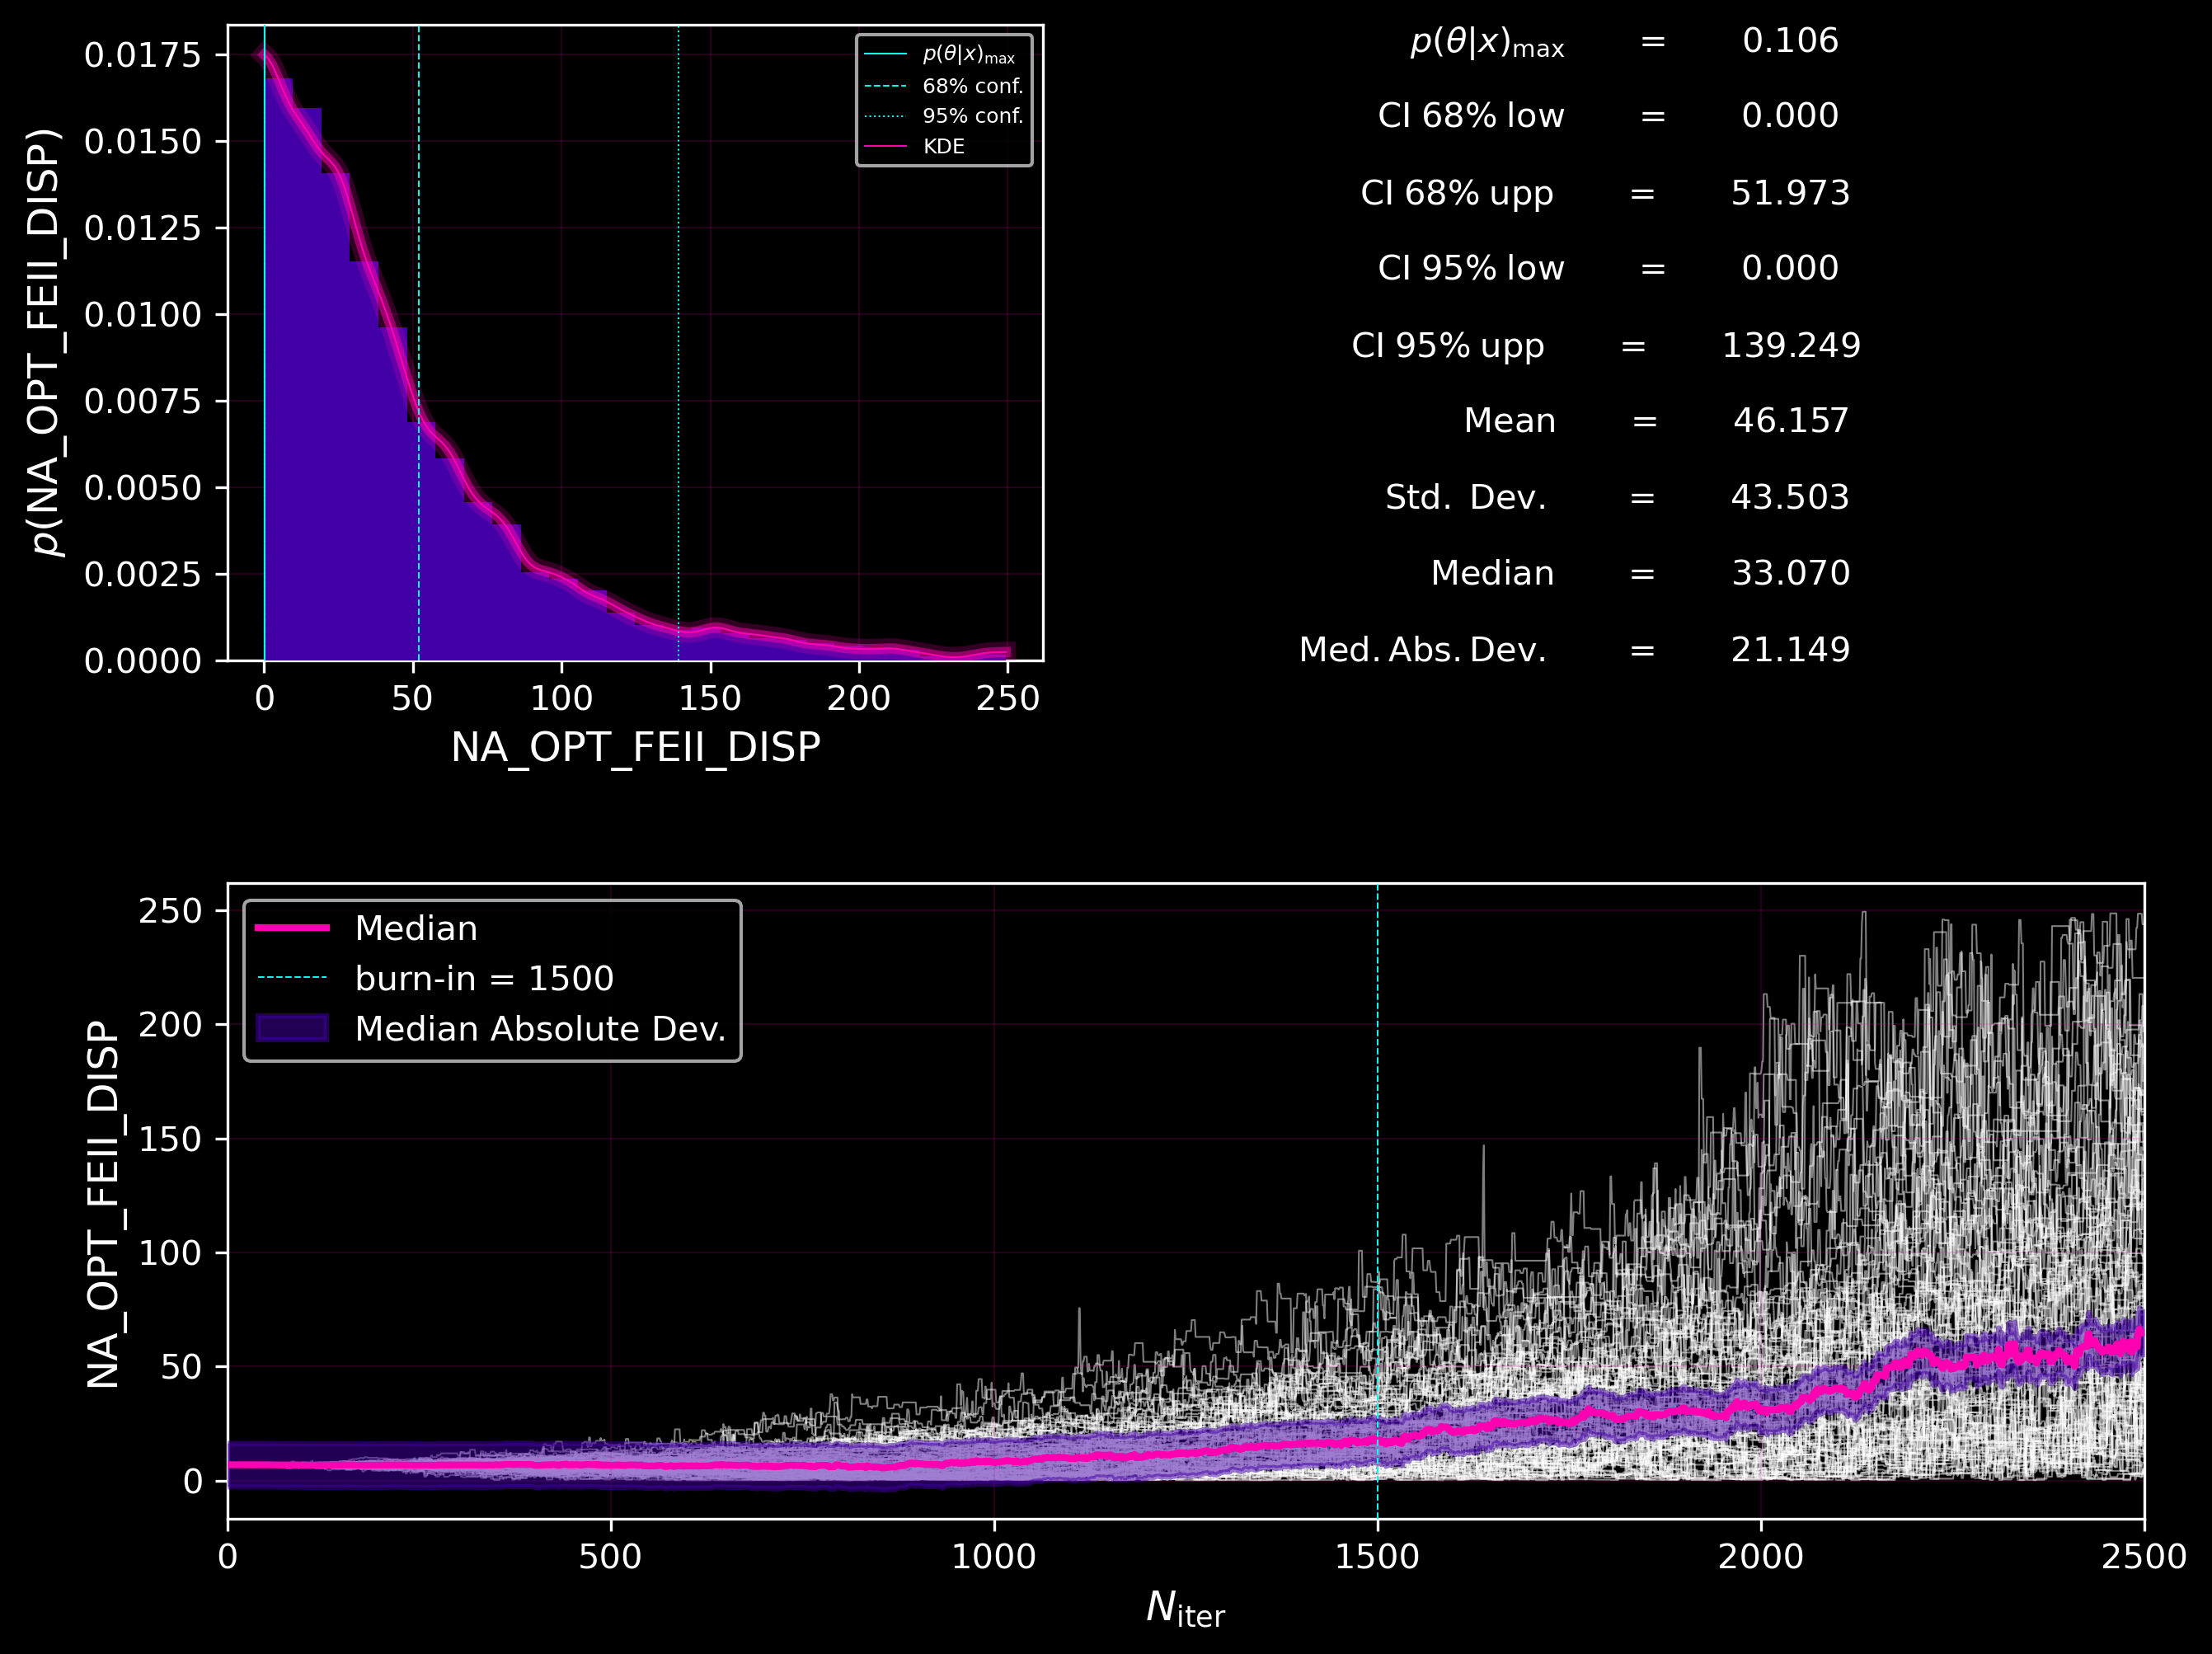 p(NA_OPT_FEII_DISP)
0.0175
0.0150
0.0125
0.0100
0.0075
0.0050
0.0025
0.0000
0 50 100 150 200 250
NA_OPT_FEII_DISP
p(θ|x)max
68% conf.
95% conf.
KDE
p(θ|x)max = 0.106
CI 68% low = 0.000
CI 68% upp = 51.973
CI 95% low = 0.000
CI 95% upp = 139.249
Mean = 46.157
Std. Dev. = 43.503
Median = 33.070
Med. Abs. Dev. = 21.149
NA_OPT_FEII_DISP
250
200
150
100
50
0
Median
burn-in = 1500
Median Absolute Dev.
0 500 1000 1500 2000 2500
Niter